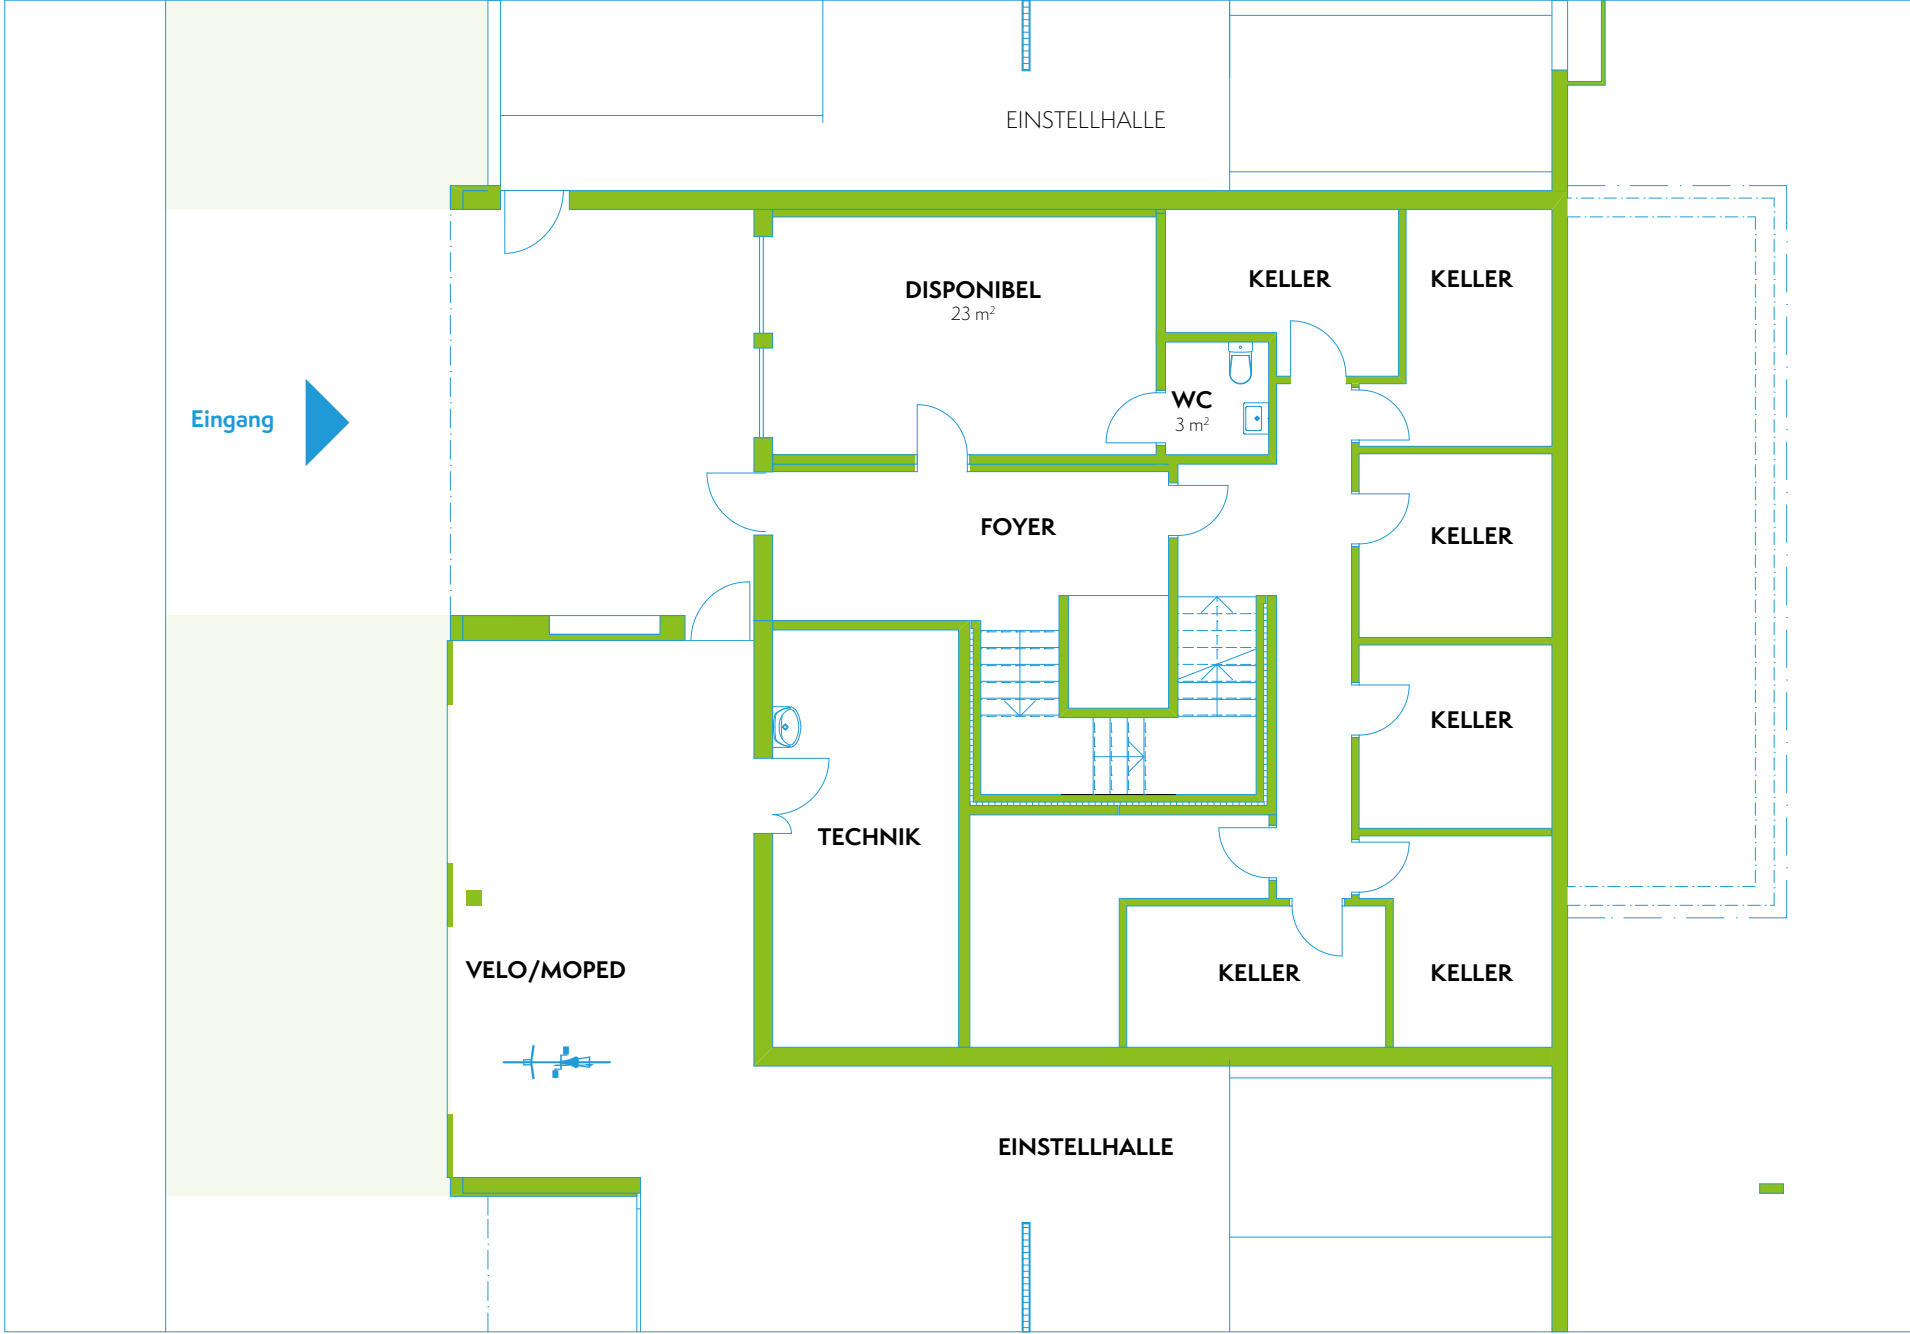 EINSTELLHALLE
KELLER
KELLER
DISPONIBEL
23 m²
WC
3 m²
Eingang
FOYER
KELLER
KELLER
TECHNIK
VELO/MOPED
KELLER
KELLER
EINSTELLHALLE